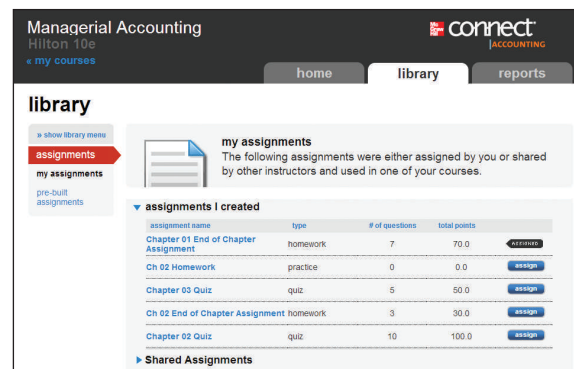 Managerial Accounting
Hilton 10e
« my courses
Mc Graw Hill connect
|ACCOUNTING
home library reports
library
» show library menu
assignments
my assignments
pre-built
assignments
my assignments
The following assignments were either assigned by you or shared
by other instructors and used in one of your courses.
assignments I created
assignment name type # of questions total points
Chapter 01 End of Chapter
Assignment homework 7 70.0 ASSIGNED
Ch 02 Homework practice 0 0.0 assign
Chapter 03 Quiz quiz 5 50.0 assign
Ch 02 End of Chapter Assignment homework 3 30.0 assign
Chapter 02 Quiz quiz 10 100.0 assign
Shared Assignments